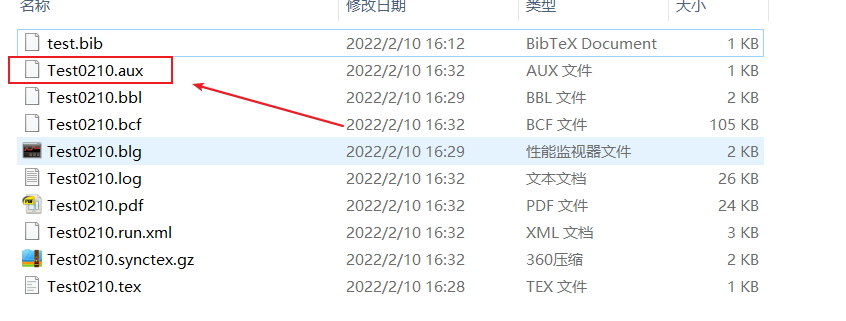 名称 修改日期 类型 大小
test.bib 2022/2/10 16:12 BibTeX Document 1 KB
Test0210.aux 2022/2/10 16:32 AUX 文件 1 KB
Test0210.bbl 2022/2/10 16:29 BBL 文件 2 KB
Test0210.bcf 2022/2/10 16:32 BCF 文件 105 KB
Test0210.blg 2022/2/10 16:29 性能监视器文件 2 KB
Test0210.log 2022/2/10 16:32 文本文档 26 KB
Test0210.pdf 2022/2/10 16:32 PDF 文件 24 KB
Test0210.run.xml 2022/2/10 16:32 XML 文档 3 KB
Test0210.synctex.gz 2022/2/10 16:32 360压缩 2 KB
Test0210.tex 2022/2/10 16:28 TEX 文件 1 KB